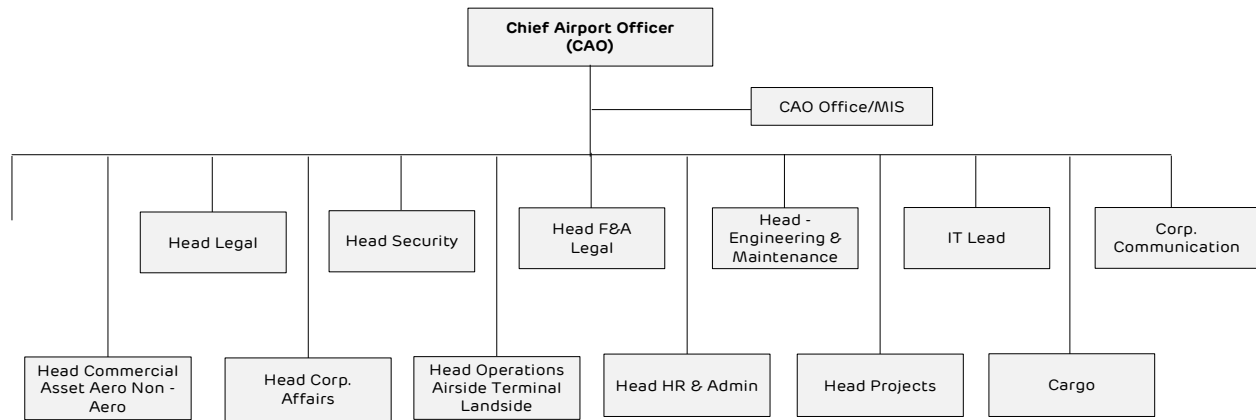 Chief Airport Officer
(CAO)
CAO Office/MIS
Head Legal
Head Security
Head F&A
Legal
Head -
Engineering &
Maintenance
IT Lead
Corp.
Communication
Head Commercial
Asset Aero Non -
Aero
Head Corp.
Affairs
Head Operations
Airside Terminal
Landside
Head HR & Admin
Head Projects
Cargo